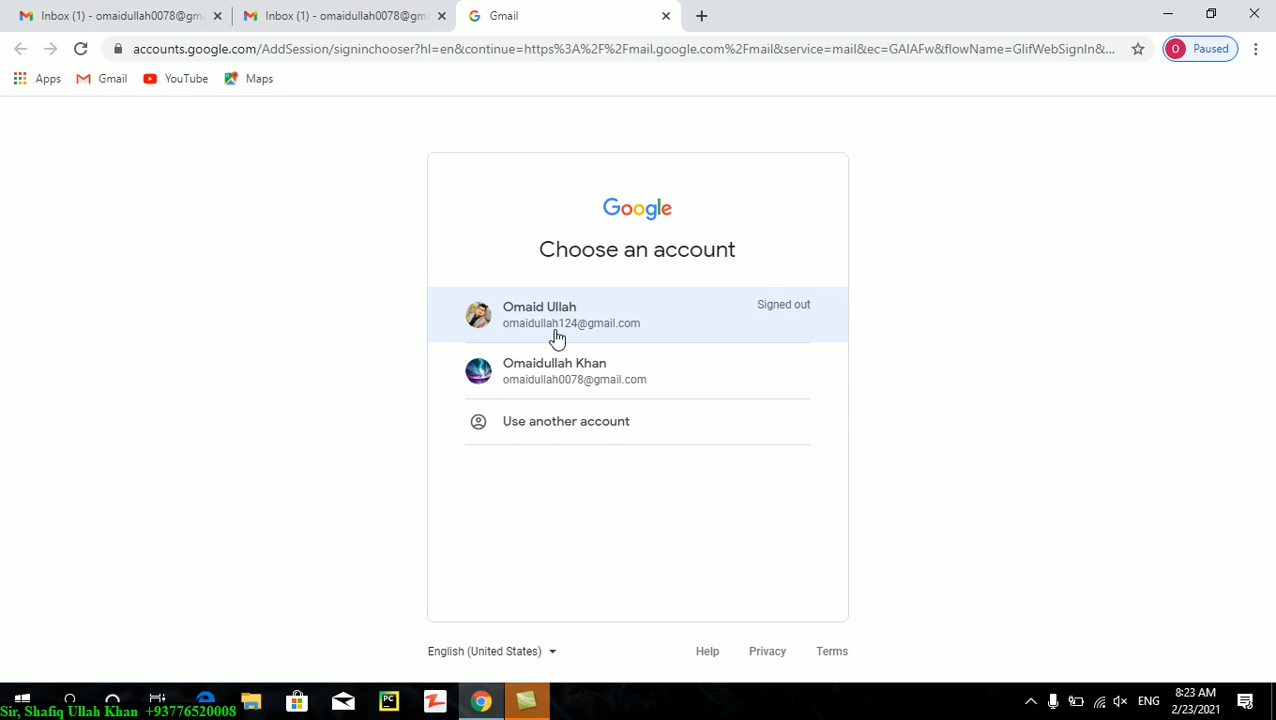 Inbox (1) - omaidullah0078@gm
Inbox (1) - omaidullah0078@gm
Gmail
accounts.google.com/AddSession/signinchooser?hl=en&continue=https%3A%2F%2Fmail.google.com%2Fmail&service=mail&ec=GAlAFw&flowName=GlifWebSignIn&...
O Paused
Apps Gmail YouTube Maps
Google
Choose an account
Omaid Ullah
Signed out
omaidullah124@gmail.com
Omaidullah Khan
omaidullah0078@gmail.com
Use another account
English (United States)
Help Privacy Terms
PC
ENG
8:23 AM
2/23/2021
Sir, Shafiq Ullah Khan +93776520008